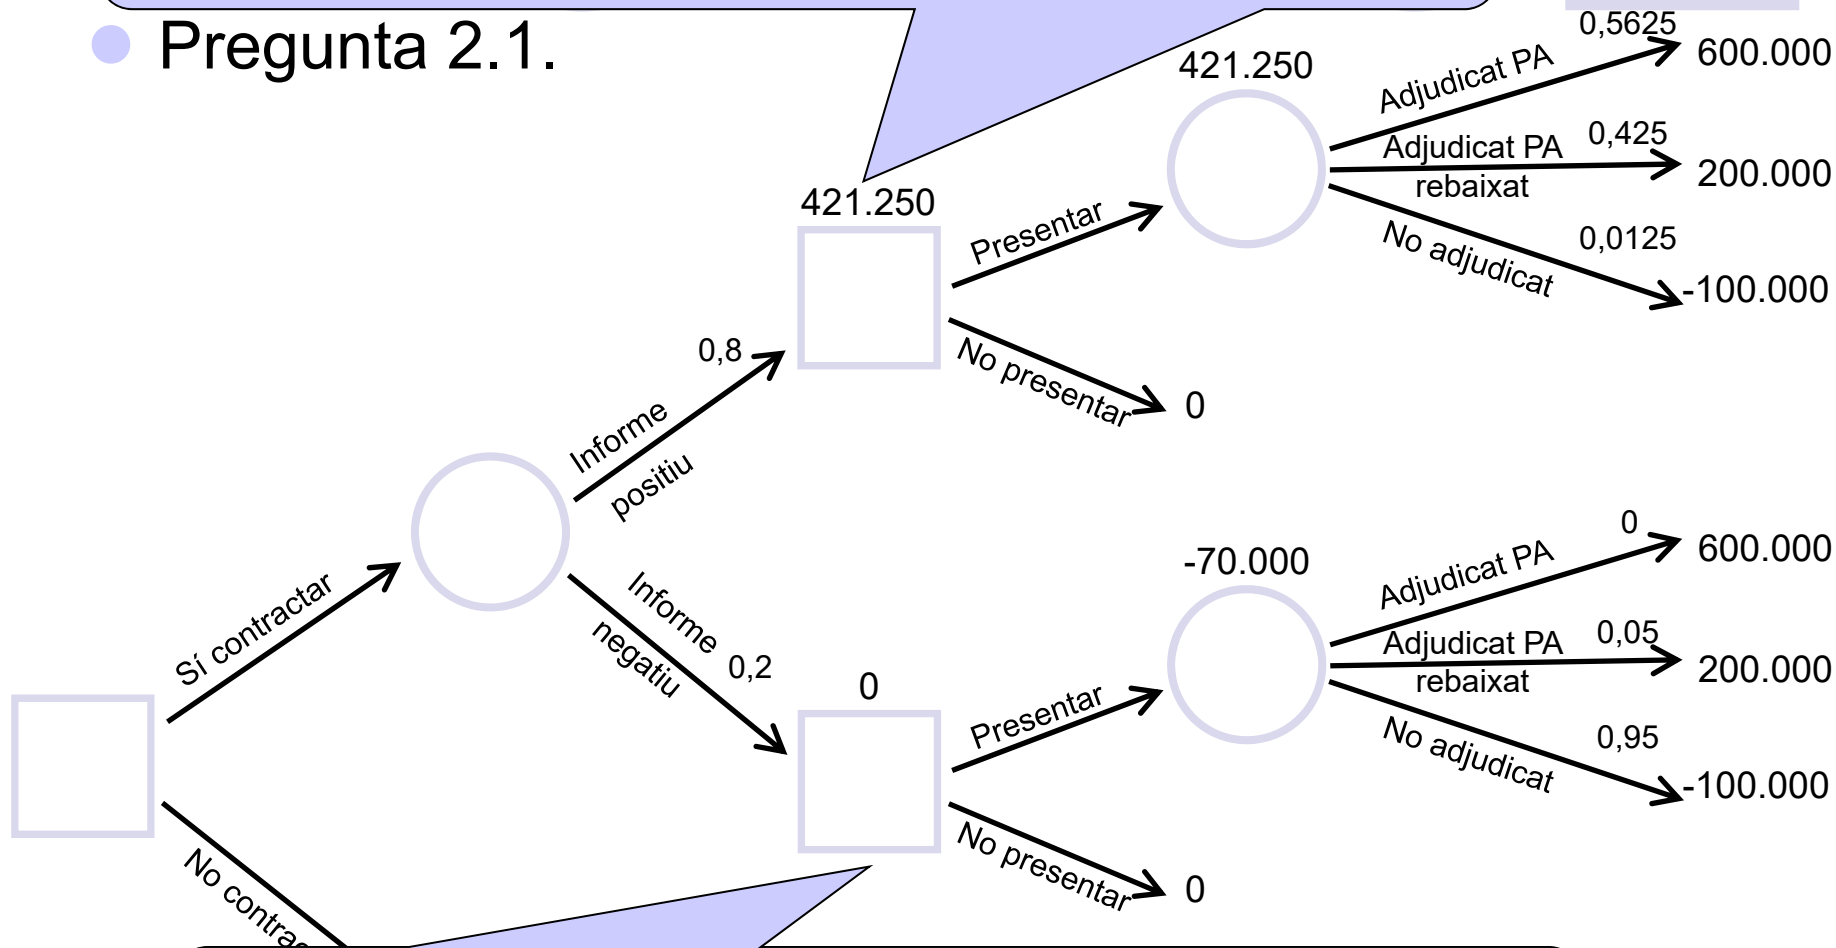 Pregunta 2.1.
0,5625
Adjudicat PA
600.000
421.250
Adjudicat PA
0,425
rebaixat
200.000
421.250
Presentar
No adjudicat
0,0125
-100.000
0,8
No presentar
0
Informe
positiu
0
Adjudicat PA
600.000
-70.000
Sí contractar
Informe
negatiu
0,2
Adjudicat PA
0,05
rebaixat
200.000
0
Presentar
No adjudicat
0,95
-100.000
No presentar
0
No